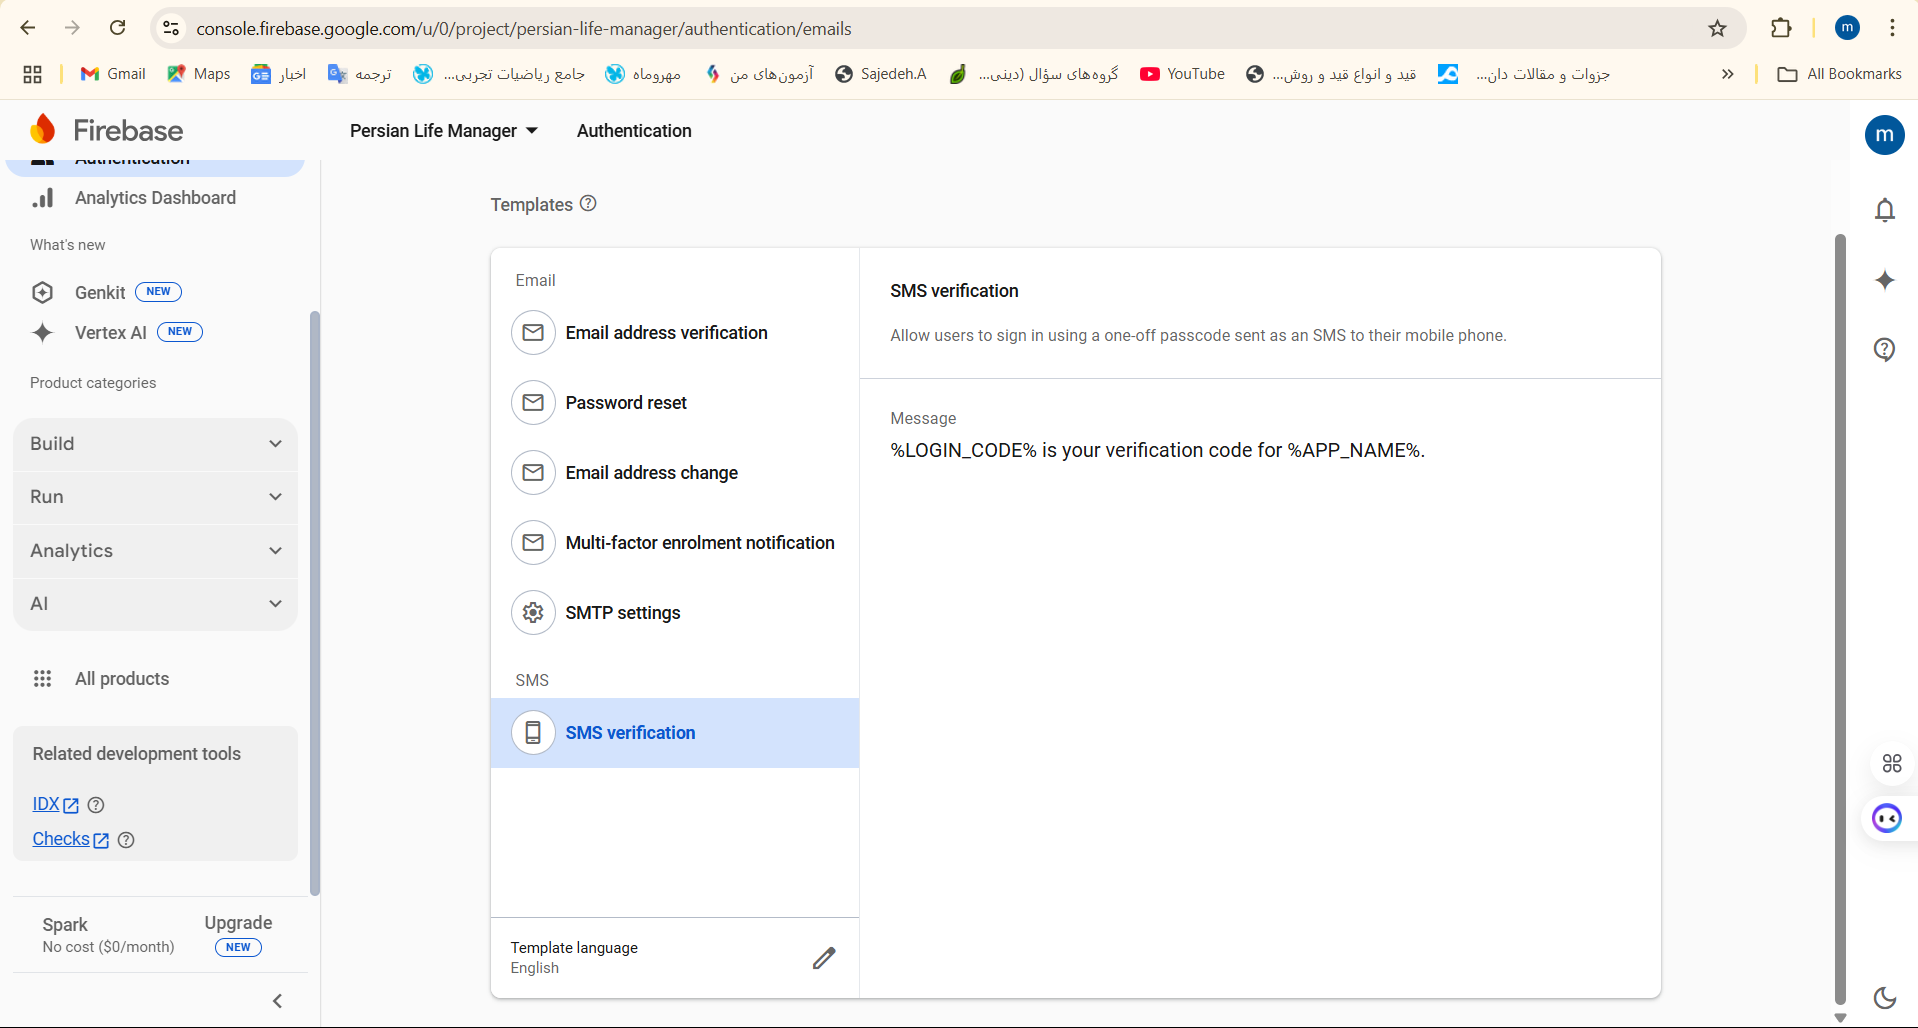 console.firebase.google.com/u/0/project/persian-life-manager/authentication/emails
m
Gmail
Maps
اخبار
ترجمه
جامع ریاضیات تجربی...
مهروماه
آزمون‌های من
Sajedeh.A
گروه‌های سؤال (دینی...
YouTube
قید و انواع قید و روش...
جزوات و مقالات دان...
All Bookmarks
Firebase
Persian Life Manager
Authentication
m
Authentication
Analytics Dashboard
What's new
Genkit NEW
Vertex AI NEW
Product categories
Build
Run
Analytics
AI
All products
Related development tools
IDX
Checks
Spark
No cost ($0/month)
Upgrade
NEW
Templates
Email
Email address verification
Password reset
Email address change
Multi-factor enrolment notification
SMTP settings
SMS
SMS verification
Template language
English
SMS verification
Allow users to sign in using a one-off passcode sent as an SMS to their mobile phone.
Message
%LOGIN_CODE% is your verification code for %APP_NAME%.